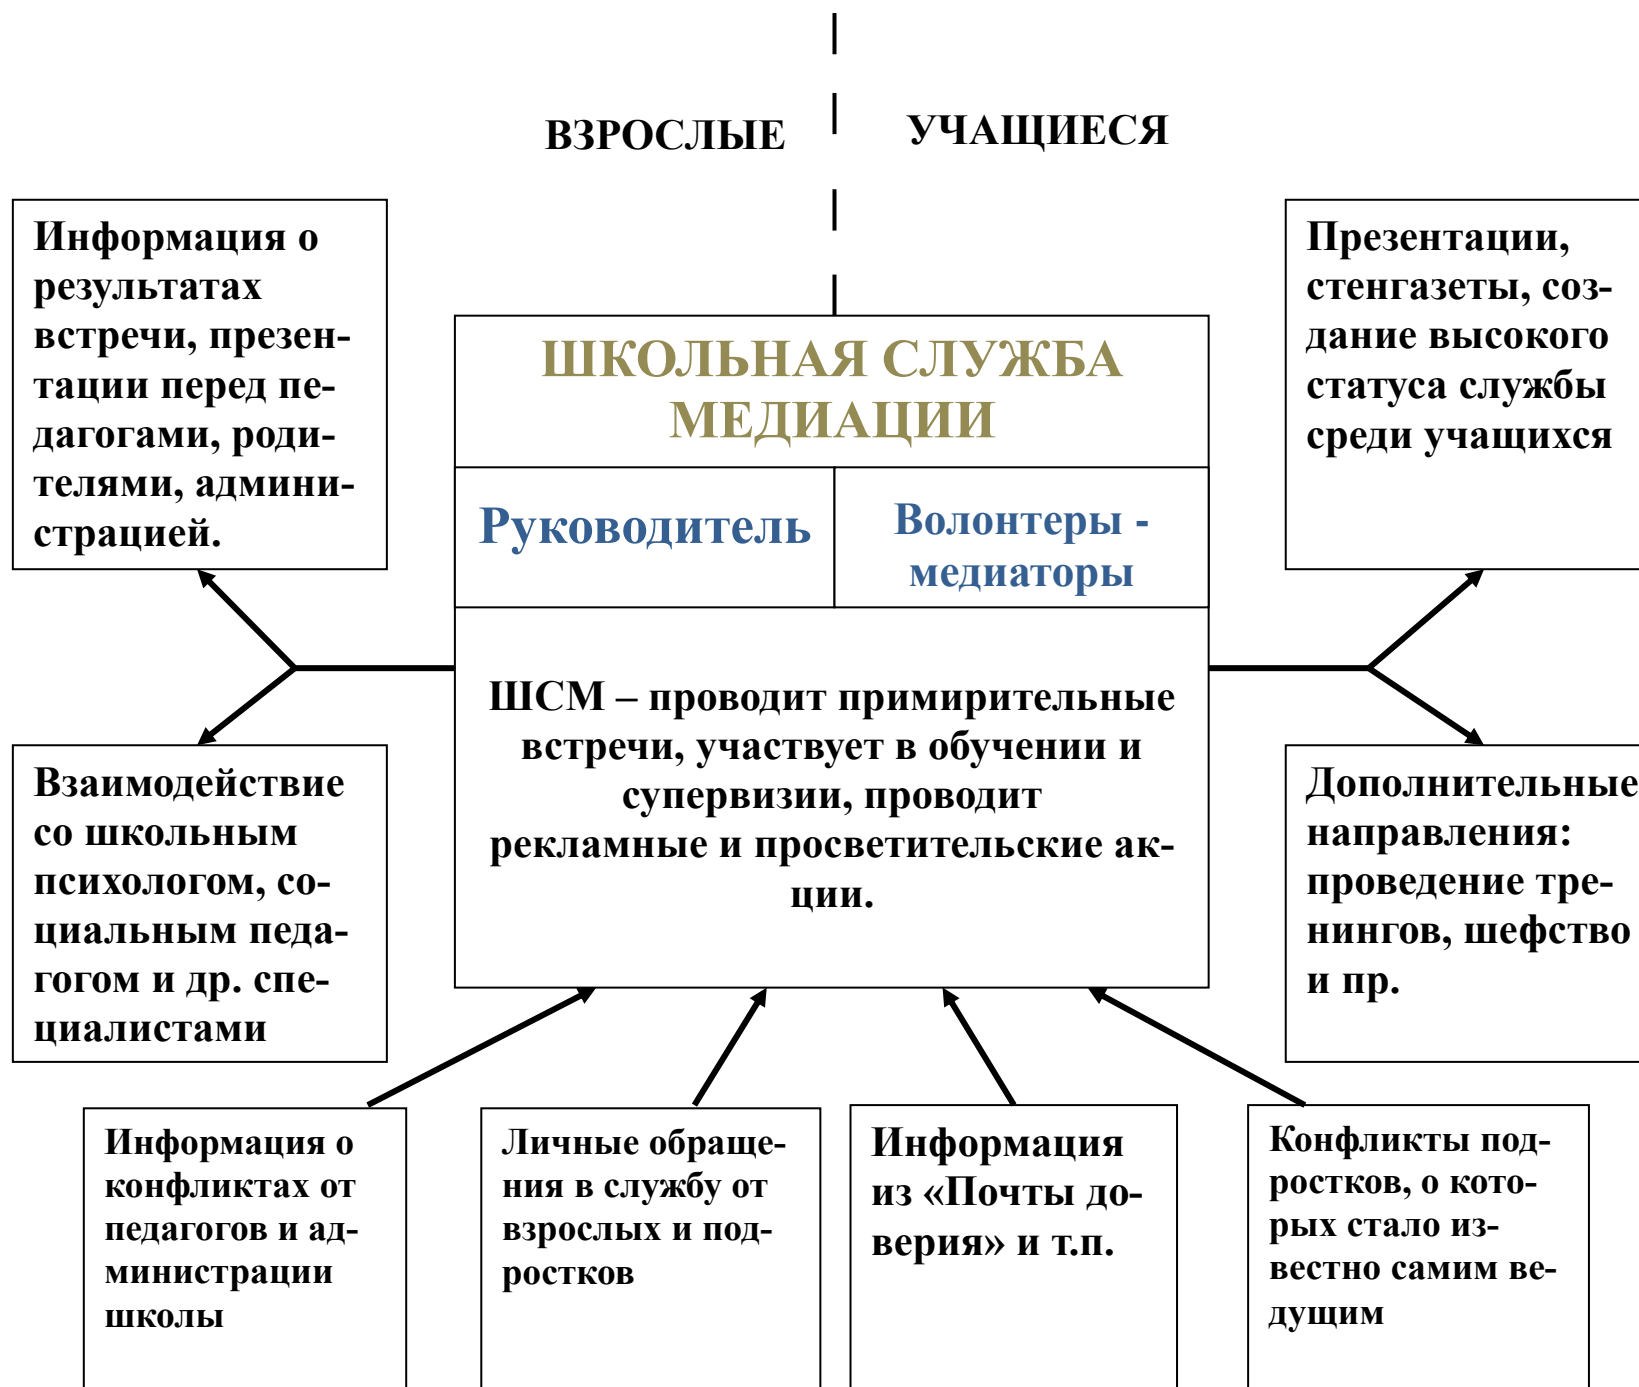 ВЗРОСЛЫЕ
УЧАЩИЕСЯ
Информация о
результатах
встречи, презен-
тации перед пе-
дагогами, роди-
телями, админи-
страцией.
Презентации,
стенгазеты, соз-
дание высокого
статуса службы
среди учащихся
ШКОЛЬНАЯ СЛУЖБА
МЕДИАЦИИ
Руководитель
Волонтеры -
медиаторы
ШСМ – проводит примирительные
встречи, участвует в обучении и
супервизии, проводит
рекламные и просветительские ак-
ции.
Взаимодействие
со школьным
психологом, со-
циальным педа-
гогом и др. спе-
циалистами
Дополнительные
направления:
проведение тре-
нингов, шефство
и пр.
Информация о
конфликтах от
педагогов и ад-
министрации
школы
Личные обраще-
ния в службу от
взрослых и под-
ростков
Информация
из «Почты до-
верия» и т.п.
Конфликты под-
ростков, о кото-
рых стало из-
вестно самим ве-
дущим